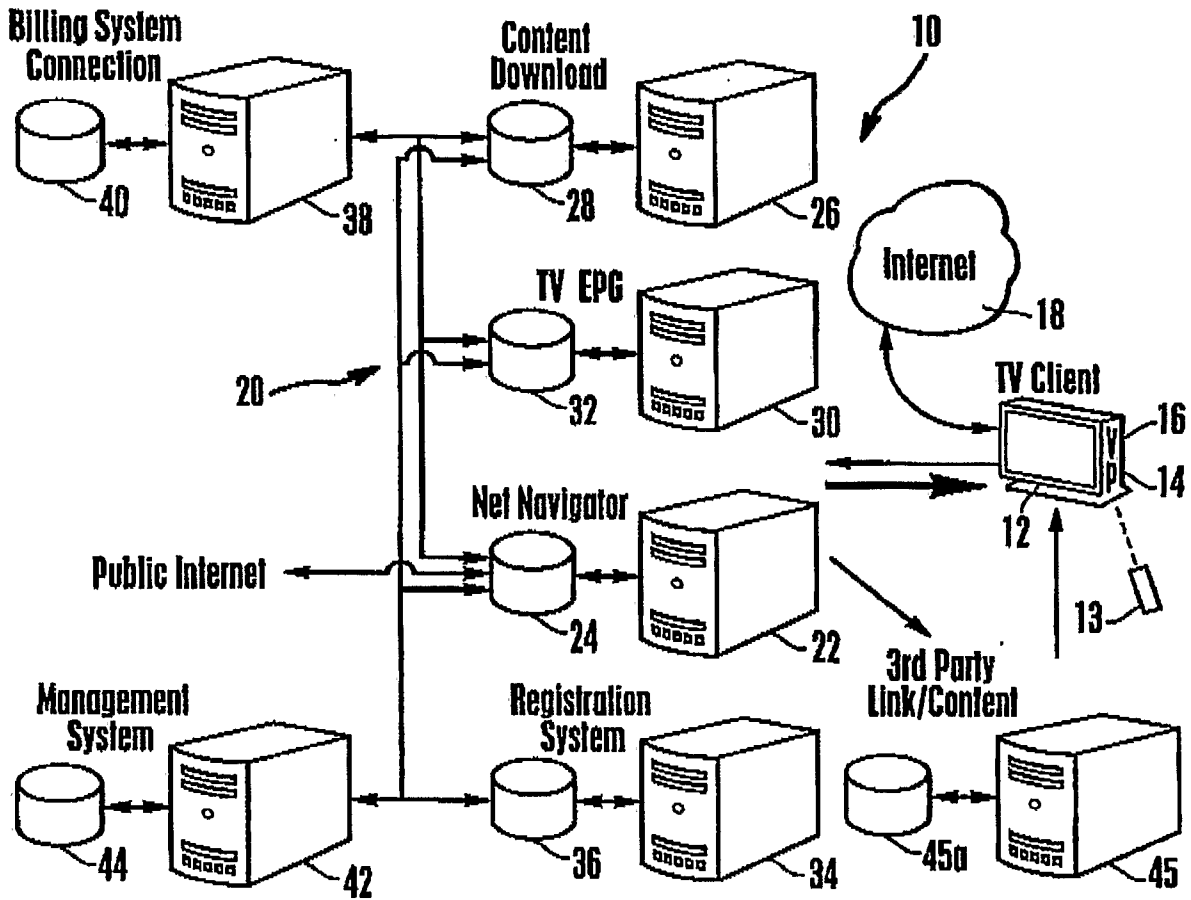 Billing System
Connection
40
38
Content
Download
28
26
10
Internet
18
TV EPG
32
30
20
TV Client
V
P
16
14
12
13
Net Navigator
24
22
Public Internet
Management
System
44
42
Registration
System
36
34
3rd Party
Link/Content
45a
45